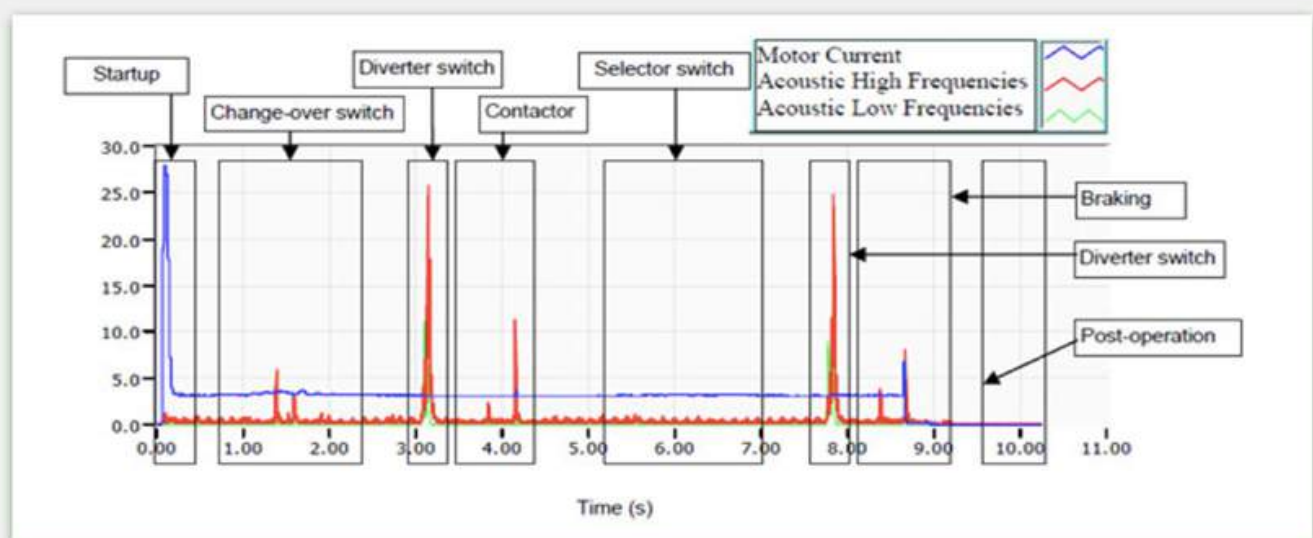 Startup
Change-over switch
Diverter switch
Contactor
Selector switch
Motor Current
Acoustic High Frequencies
Acoustic Low Frequencies
30.0
25.0
20.0
15.0
10.0
5.0
0.0
Braking
Diverter switch
Post-operation
0.00 1.00 2.00 3.00 4.00 5.00 6.00 7.00 8.00 9.00 10.00 11.00
Time (s)